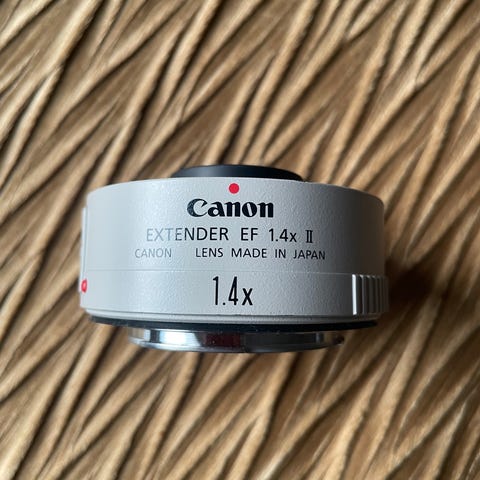 Canon
EXTENDER EF 1.4x II
CANON LENS MADE IN JAPAN
1.4x